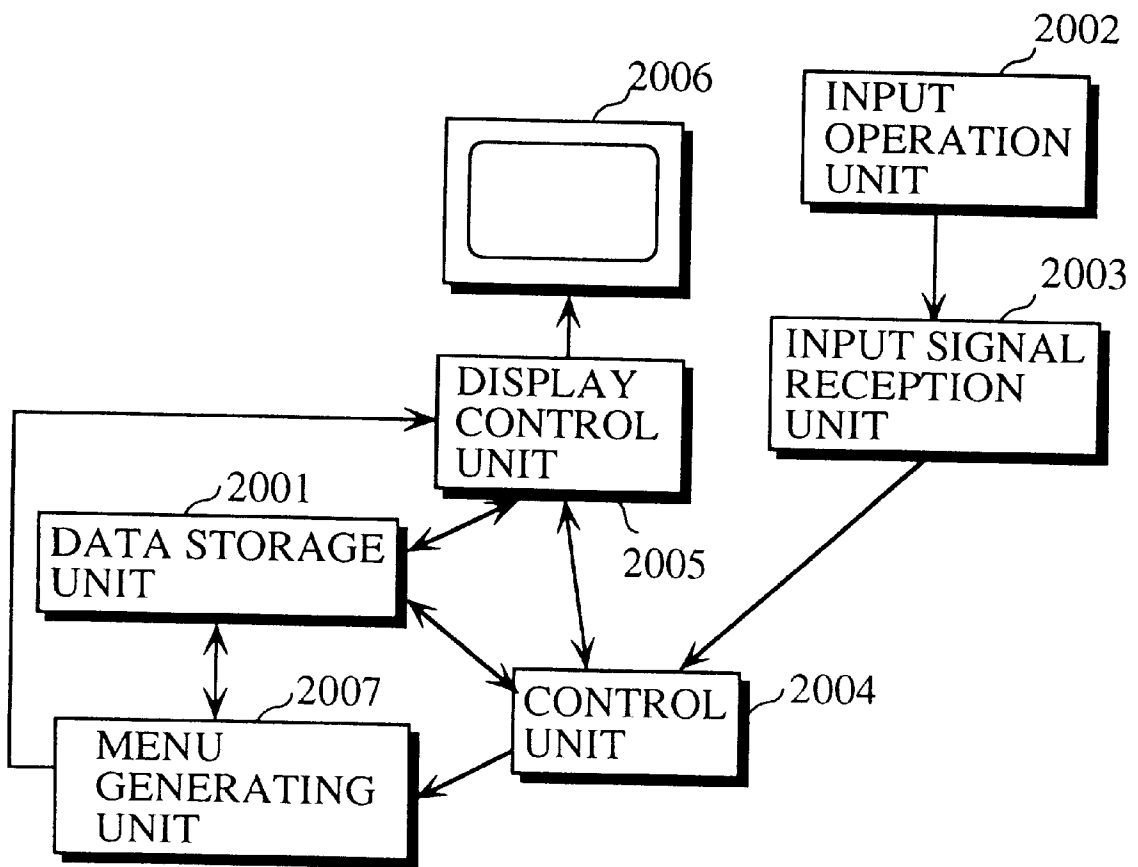 2002
INPUT
OPERATION
UNIT
2006
2003
INPUT SIGNAL
RECEPTION
UNIT
DISPLAY
CONTROL
UNIT
2005
2001
DATA STORAGE
UNIT
2004
CONTROL
UNIT
2007
MENU
GENERATING
UNIT